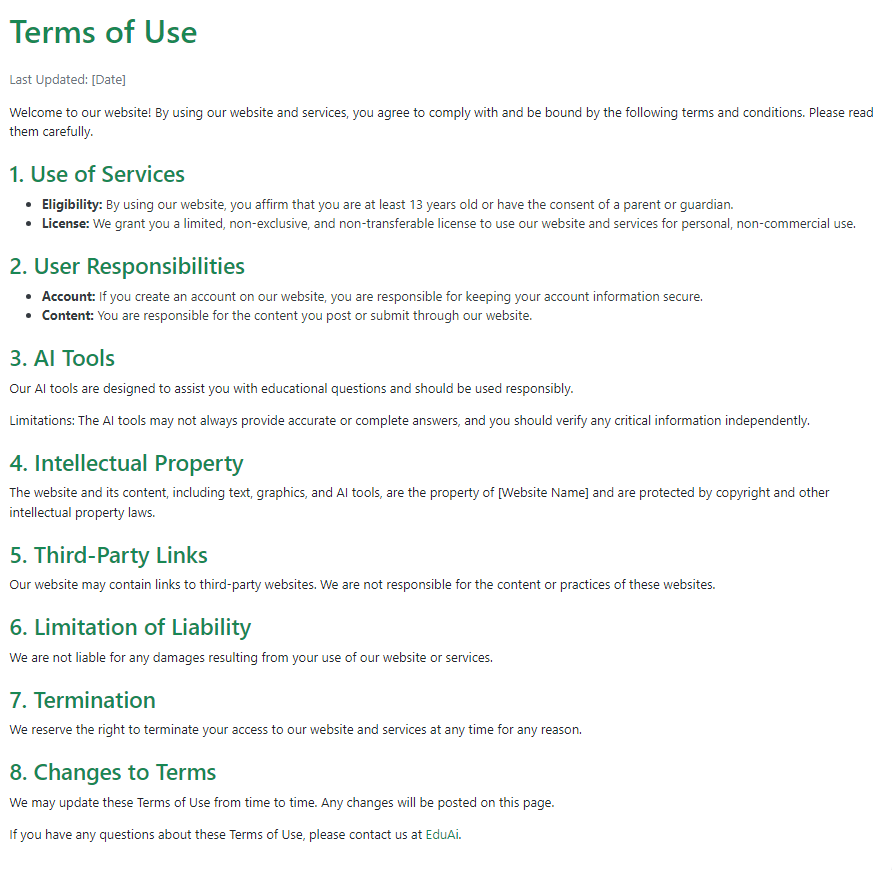 Terms of Use
Last Updated: [Date]
Welcome to our website! By using our website and services, you agree to comply with and be bound by the following terms and conditions. Please read
them carefully.
1. Use of Services
• Eligibility: By using our website, you affirm that you are at least 13 years old or have the consent of a parent or guardian.
• License: We grant you a limited, non-exclusive, and non-transferable license to use our website and services for personal, non-commercial use.
2. User Responsibilities
• Account: If you create an account on our website, you are responsible for keeping your account information secure.
• Content: You are responsible for the content you post or submit through our website.
3. AI Tools
Our AI tools are designed to assist you with educational questions and should be used responsibly.
Limitations: The AI tools may not always provide accurate or complete answers, and you should verify any critical information independently.
4. Intellectual Property
The website and its content, including text, graphics, and AI tools, are the property of [Website Name] and are protected by copyright and other
intellectual property laws.
5. Third-Party Links
Our website may contain links to third-party websites. We are not responsible for the content or practices of these websites.
6. Limitation of Liability
We are not liable for any damages resulting from your use of our website or services.
7. Termination
We reserve the right to terminate your access to our website and services at any time for any reason.
8. Changes to Terms
We may update these Terms of Use from time to time. Any changes will be posted on this page.
If you have any questions about these Terms of Use, please contact us at EduAi.